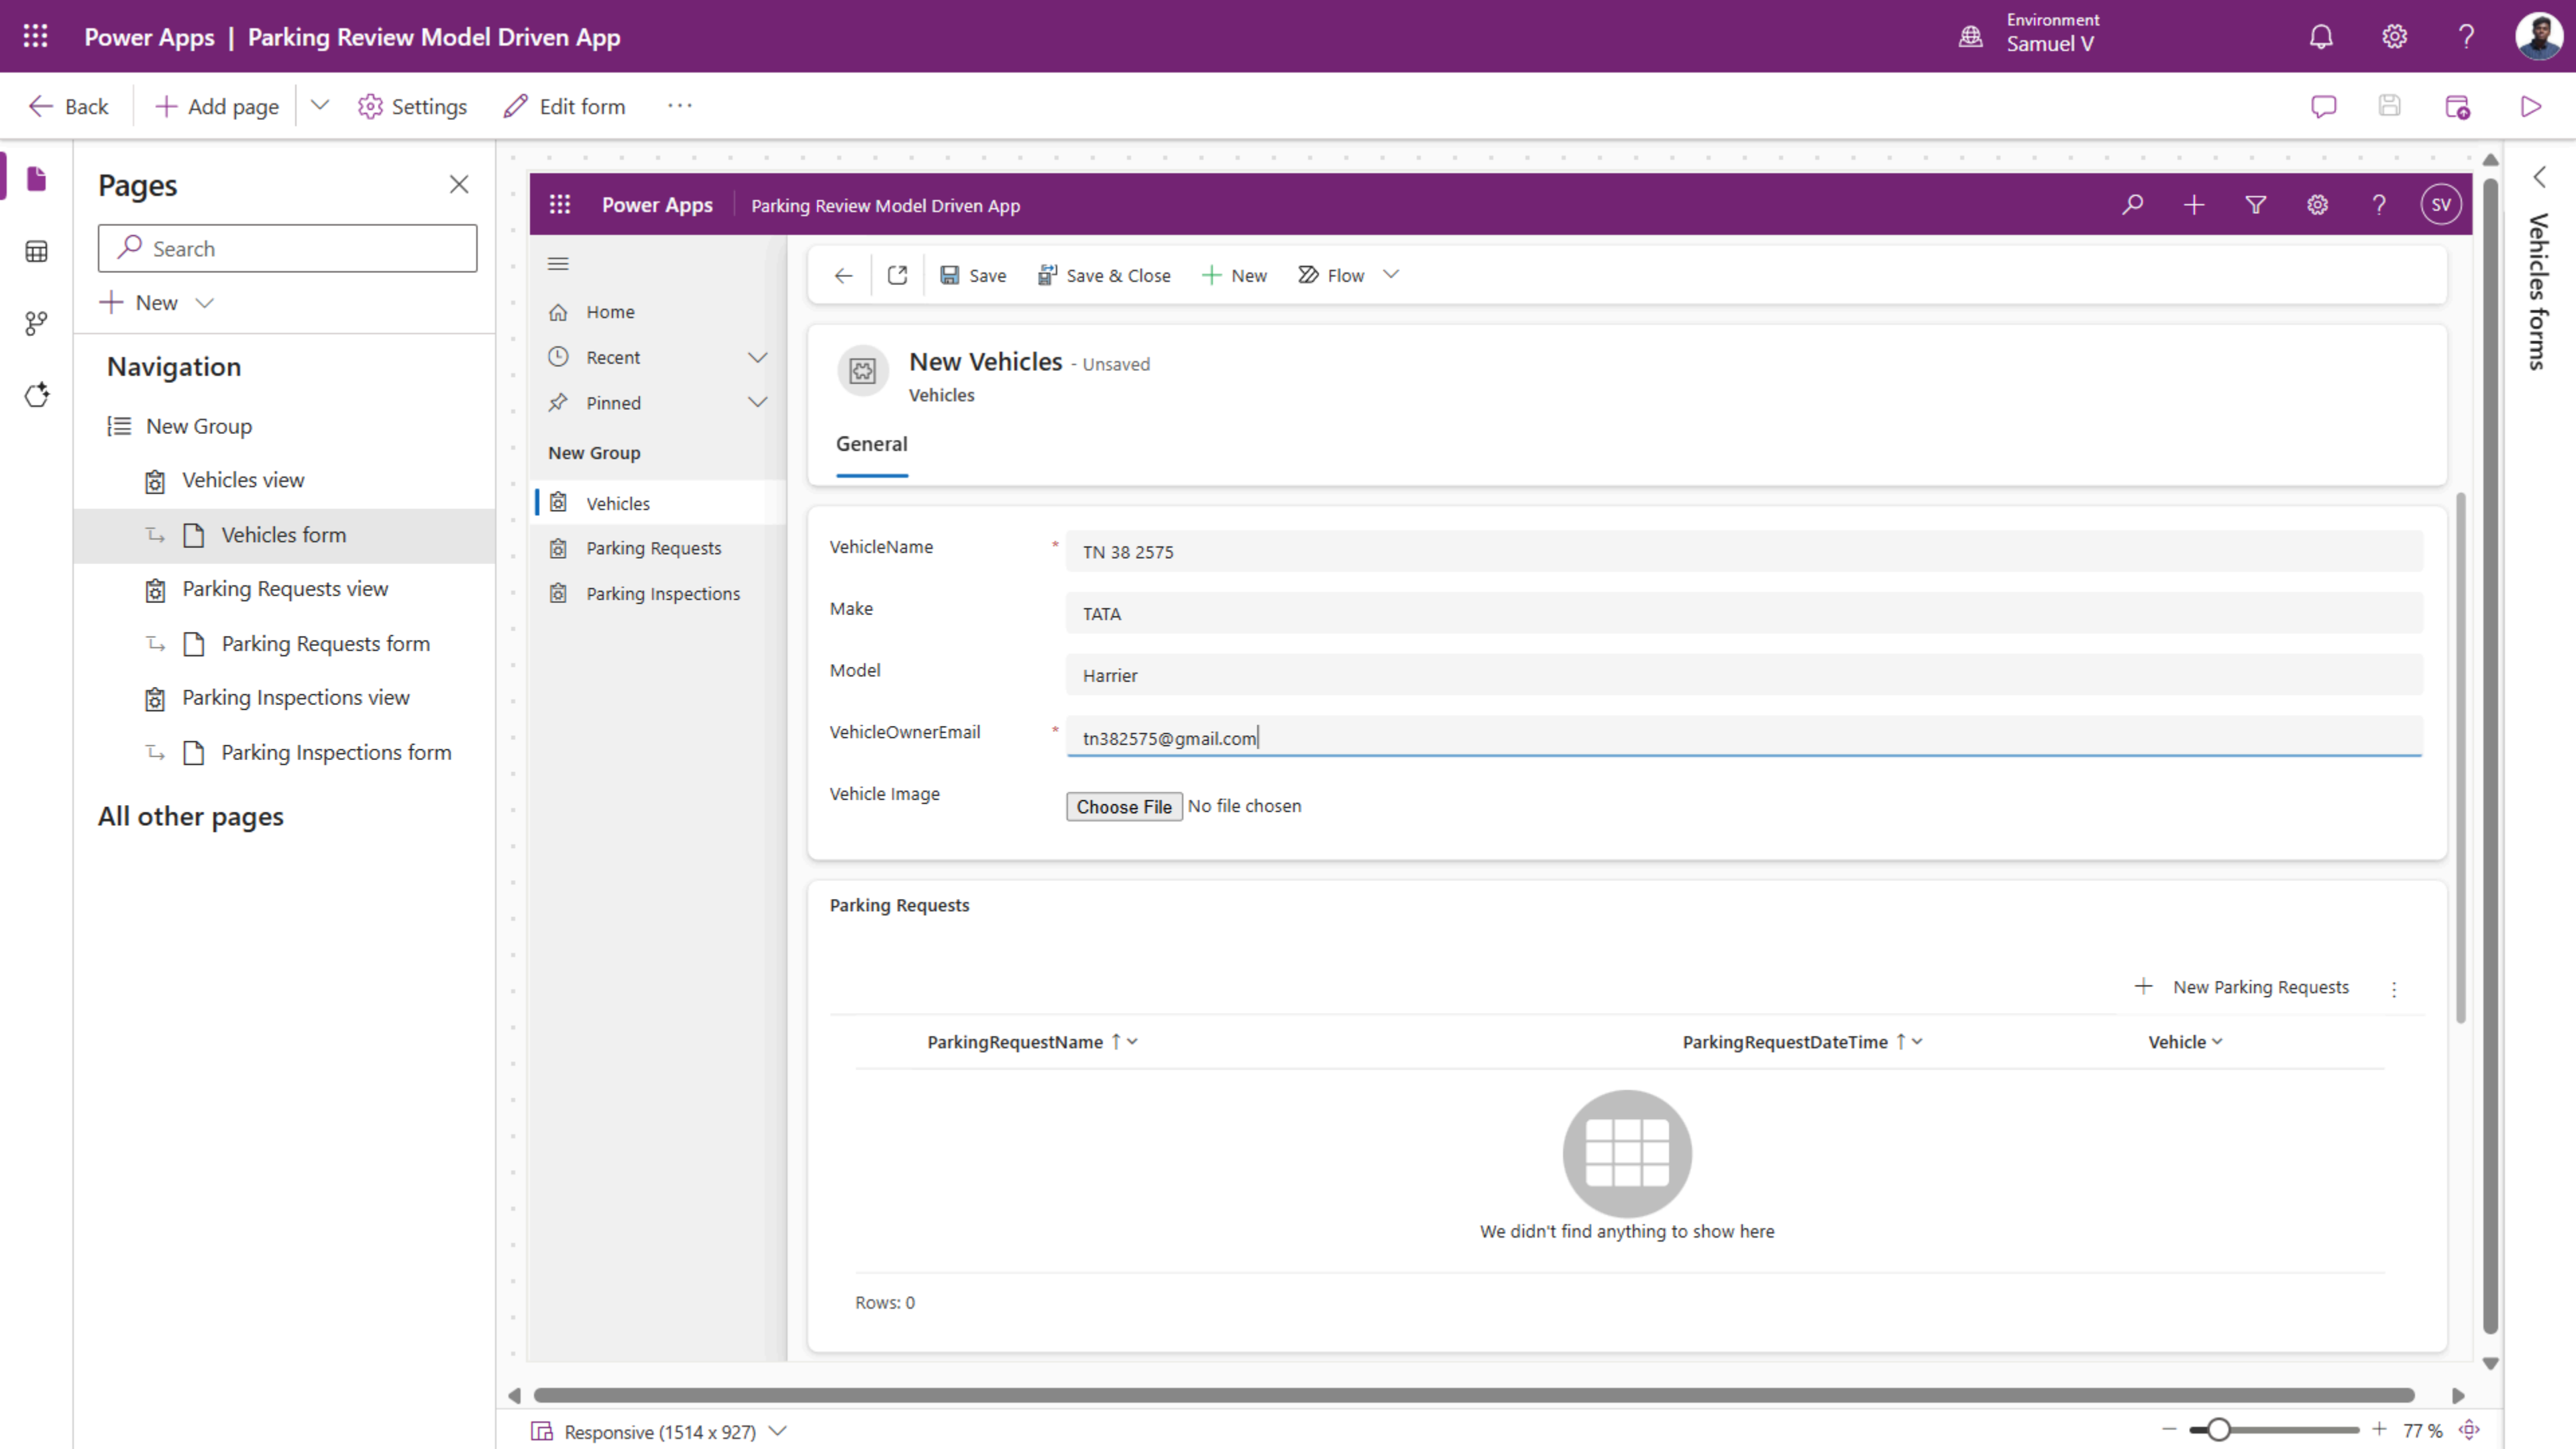 Power Apps | Parking Review Model Driven App
Environment
Samuel V
Back
Add page
Settings
Edit form
Pages
Search
New
Navigation
New Group
Vehicles view
Vehicles form
Parking Requests view
Parking Requests form
Parking Inspections view
Parking Inspections form
All other pages
Power Apps
Parking Review Model Driven App
SV
Home
Recent
Pinned
New Group
Vehicles
Parking Requests
Parking Inspections
Save
Save & Close
New
Flow
New Vehicles - Unsaved
Vehicles
General
VehicleName * TN 38 2575
Make TATA
Model Harrier
VehicleOwnerEmail * tn382575@gmail.com
Vehicle Image Choose File No file chosen
Parking Requests
New Parking Requests
ParkingRequestName ParkingRequestDateTime Vehicle
We didn't find anything to show here
Rows: 0
Vehicles forms
Responsive (1514 x 927)
77 %